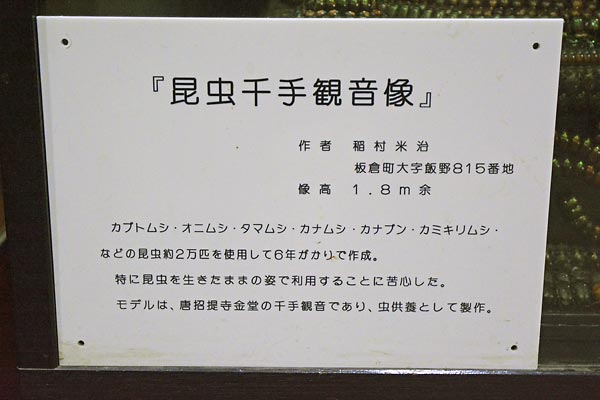 『昆虫千手観音像』
作者 稲村米治
板倉町大字飯野815番地
像高 1.8m余
カブトムシ・オニムシ・タマムシ・カナムシ・カナブン・カミキリムシ・
などの昆虫約2万匹を使用して6年がかりで作成。
特に昆虫を生きたままの姿で利用することに苦心した。
モデルは、唐招提寺金堂の千手観音であり、虫供養として製作。